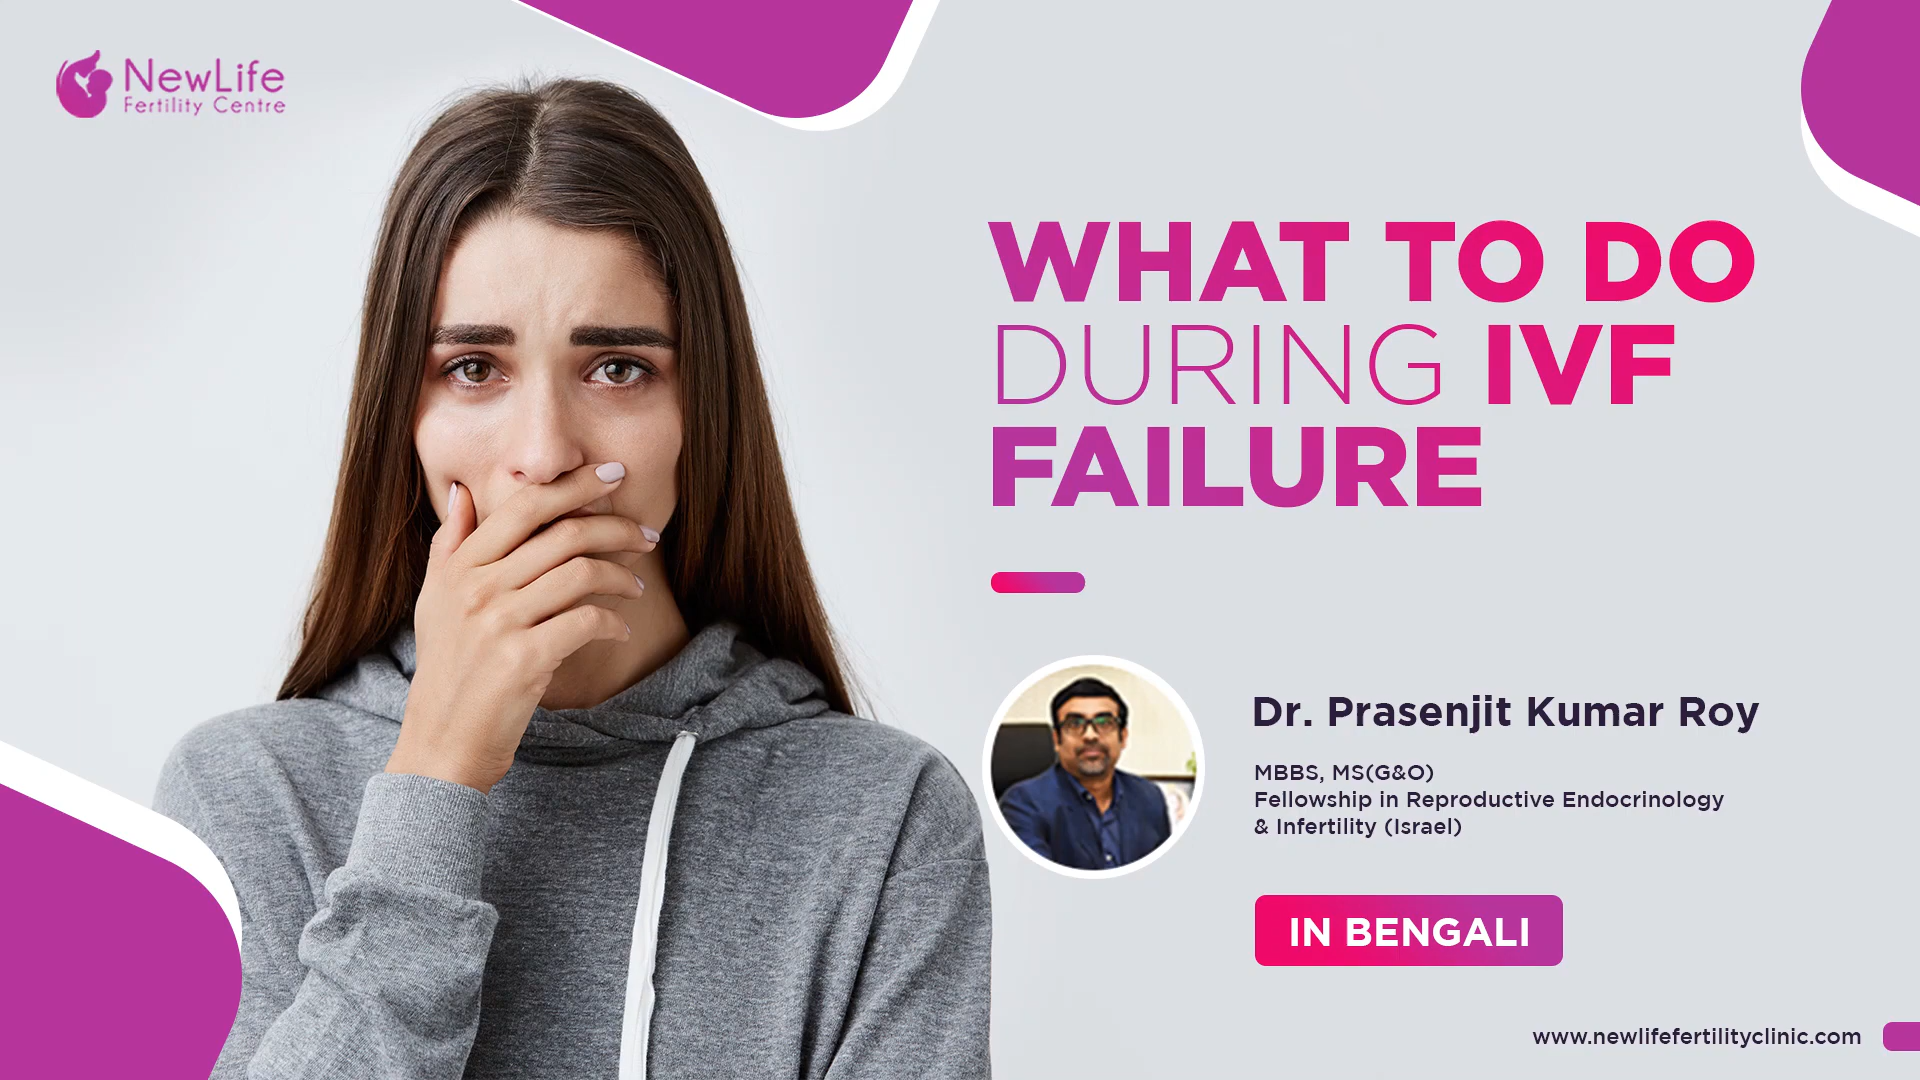 NewLife
Fertility Centre
WHAT TO DO
DURING IVF
FAILURE
Dr. Prasenjit Kumar Roy
MBBS, MS(G&O)
Fellowship in Reproductive Endocrinology
& Infertility (Israel)
IN BENGALI
www.newlifefertilityclinic.com